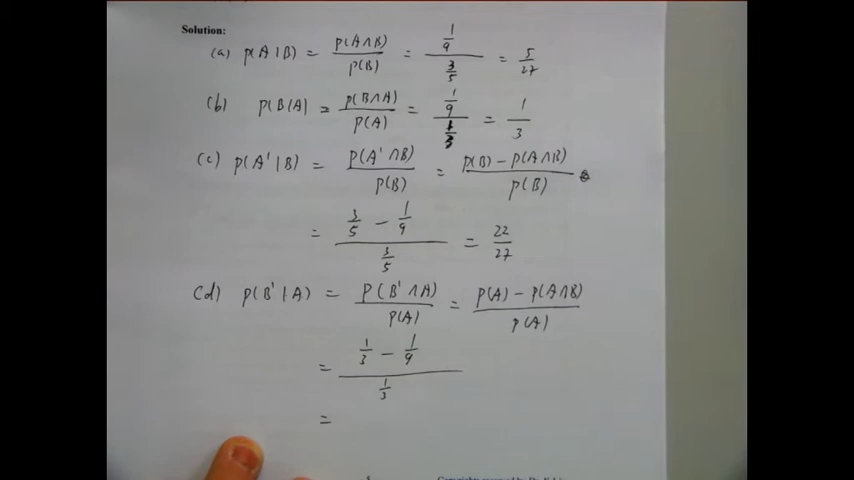 Solution:
(a) P(A|B) = P(A∩B)/P(B) = (1/9)/(3/5) = 5/27
(b) P(B|A) = P(B∩A)/P(A) = (1/9)/(1/3) = 1/3
(c) P(A'|B) = P(A'∩B)/P(B) = (P(B) - P(A∩B))/P(B)
= (3/5 - 1/9)/(3/5) = 22/27
(d) P(B'|A) = P(B'∩A)/P(A) = (P(A) - P(A∩B))/P(A)
= (1/3 - 1/9)/(1/3)
=